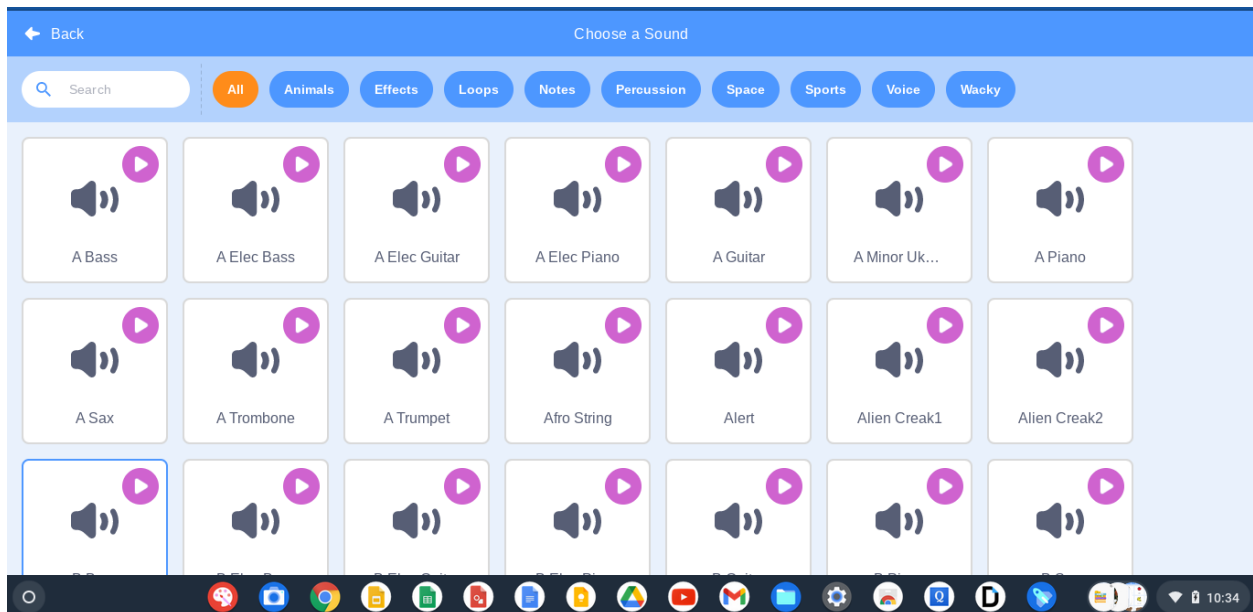 Back
Choose a Sound
Search
All Animals Effects Loops Notes Percussion Space Sports Voice Wacky
A Bass A Elec Bass A Elec Guitar A Elec Piano A Guitar A Minor Uk... A Piano
A Sax A Trombone A Trumpet Afro String Alert Alien Creak1 Alien Creak2
10:34